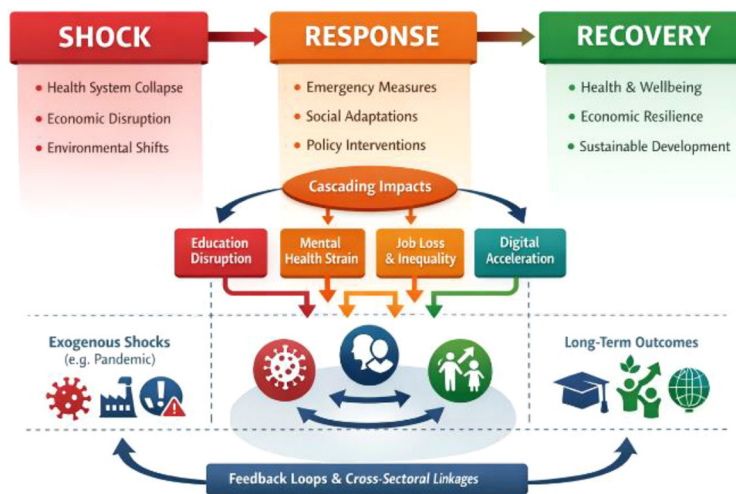 SHOCK
RESPONSE
RECOVERY
• Health System Collapse
• Economic Disruption
• Environmental Shifts
• Emergency Measures
• Social Adaptations
• Policy Interventions
• Health & Wellbeing
• Economic Resilience
• Sustainable Development
Cascading Impacts
Education
Disruption
Mental
Health Strain
Job Loss
& Inequality
Digital
Acceleration
Exogenous Shocks
(e.g. Pandemic)
Long-Term Outcomes
Feedback Loops & Cross-Sectoral Linkages